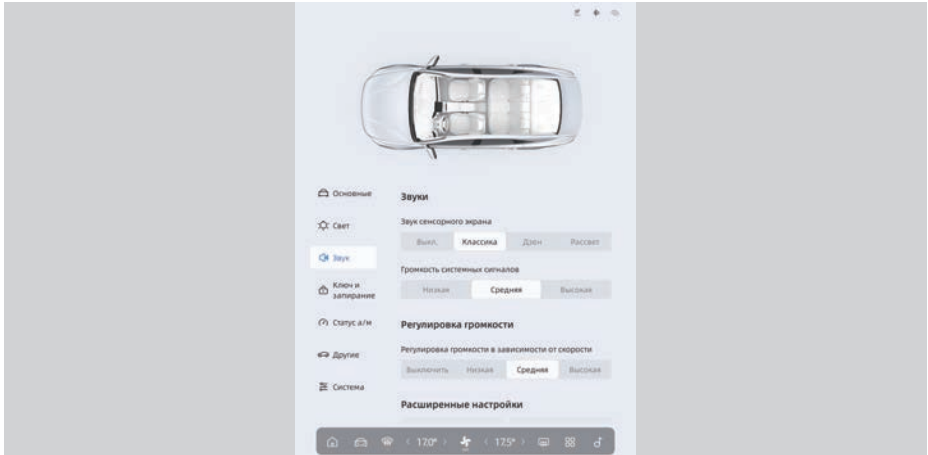 Основные
Свет
Звук
Ключ и
запирание
Статус а/м
Другие
Система
Звуки
Звук сенсорного экрана
Выкл. Классика Дзен Рассвет
Громкость системных сигналов
Низкая Средняя Высокая
Регулировка громкости
Регулировка громкости в зависимости от скорости
Выключить Низкая Средняя Высокая
Расширенные настройки
17.0° 17.5°